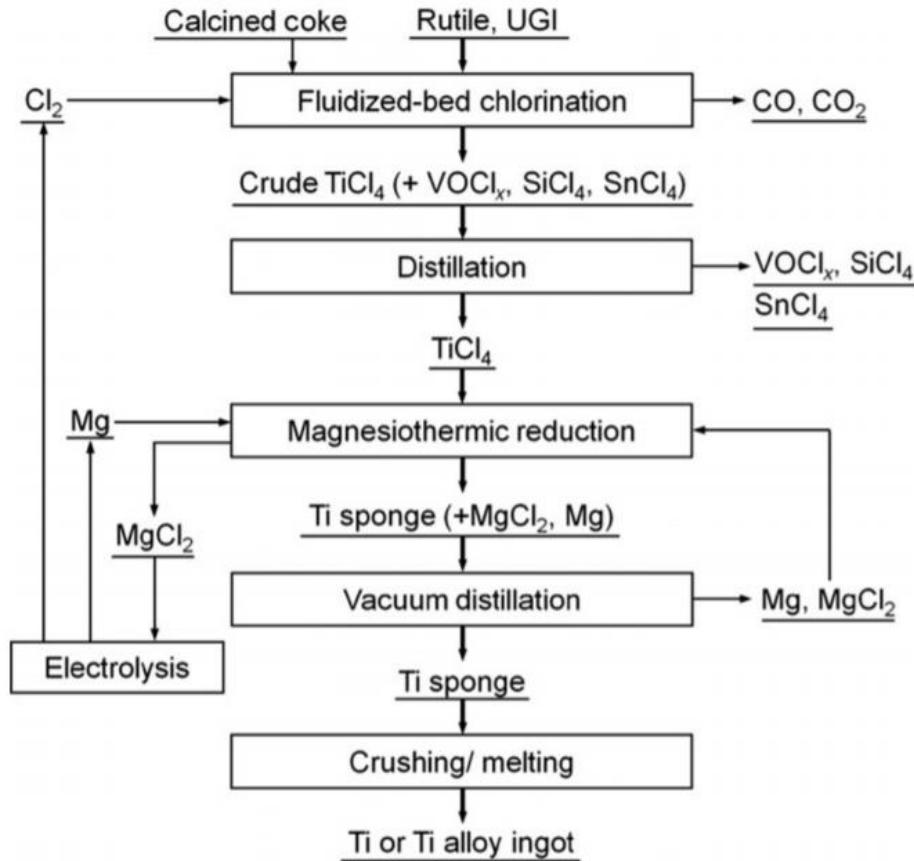 Calcined coke
Rutile, UGI
Cl₂
Fluidized-bed chlorination
CO, CO₂
Crude TiCl₄ (+ VOClₓ, SiCl₄, SnCl₄)
Distillation
VOClₓ, SiCl₄
SnCl₄
TiCl₄
Mg
Magnesiothermic reduction
Ti sponge (+MgCl₂, Mg)
MgCl₂
Vacuum distillation
Mg, MgCl₂
Electrolysis
Ti sponge
Crushing/ melting
Ti or Ti alloy ingot